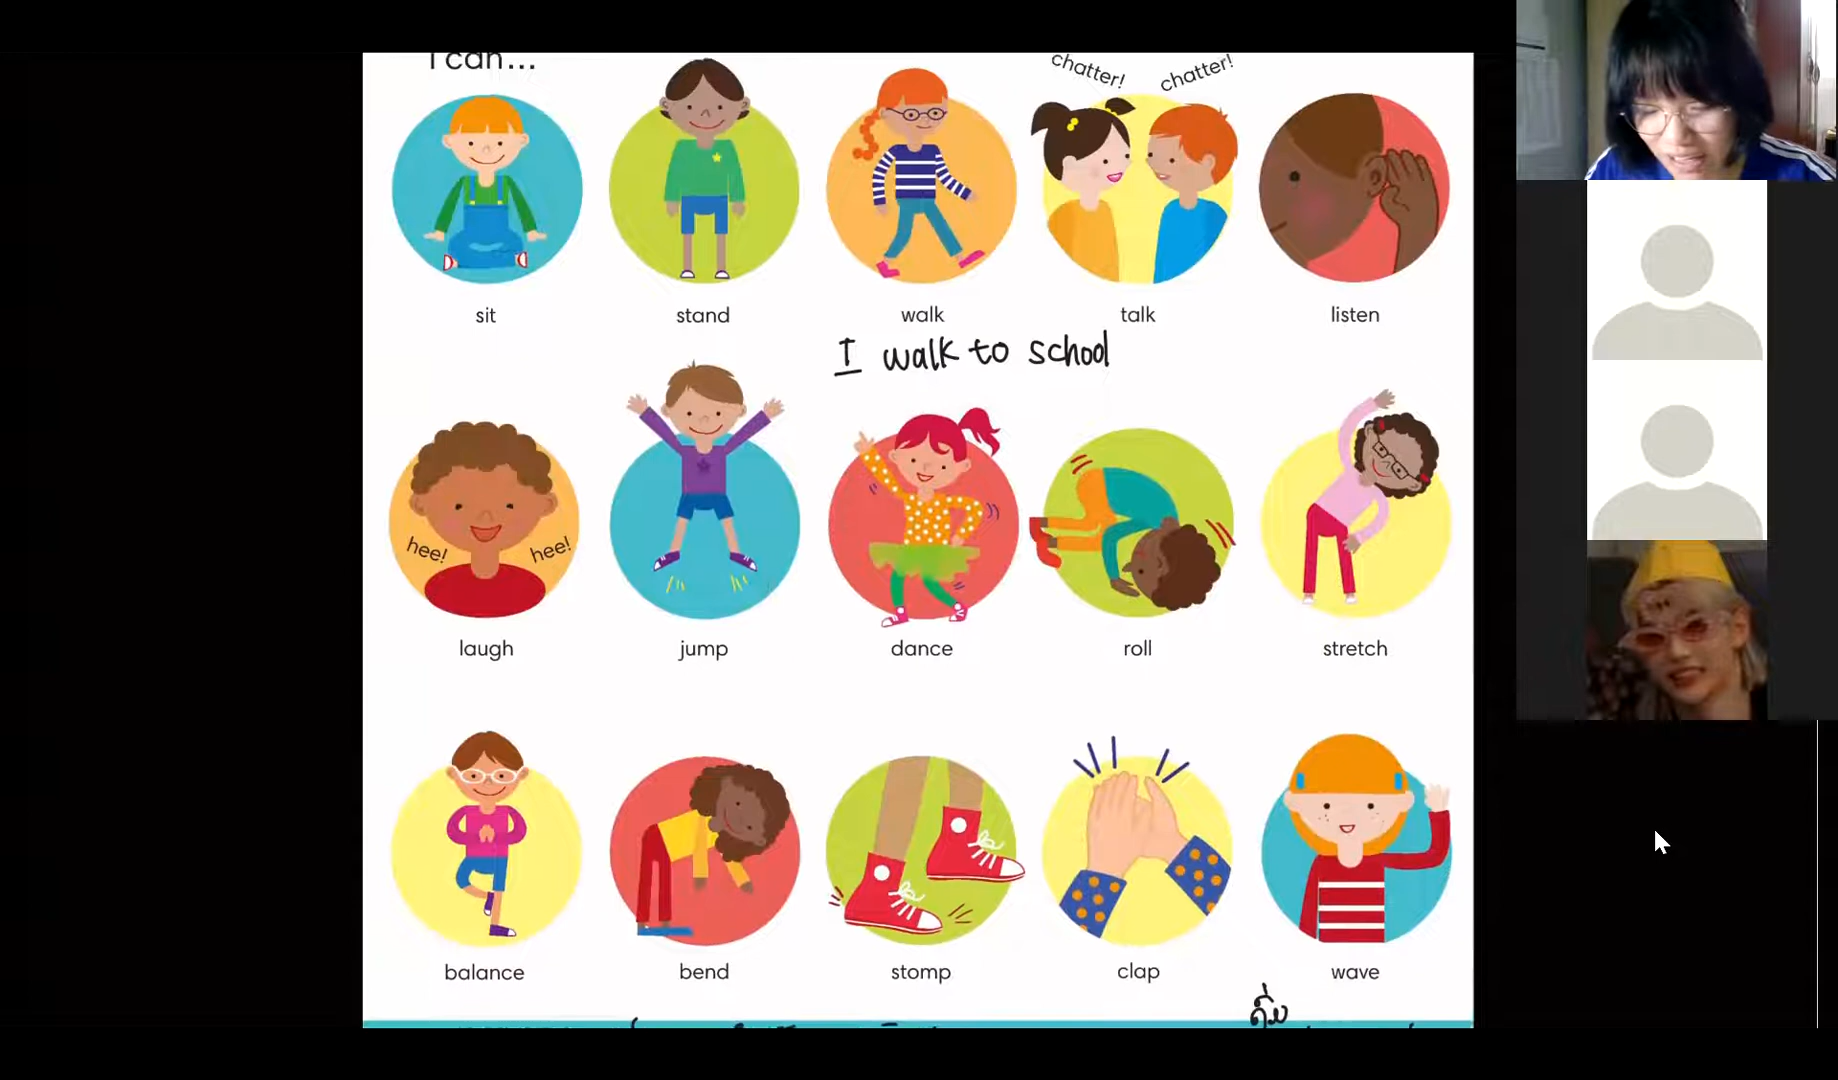 I can...
chatter! chatter!
sit stand walk talk listen
I walk to school
hee! hee!
laugh jump dance roll stretch
balance bend stomp clap wave